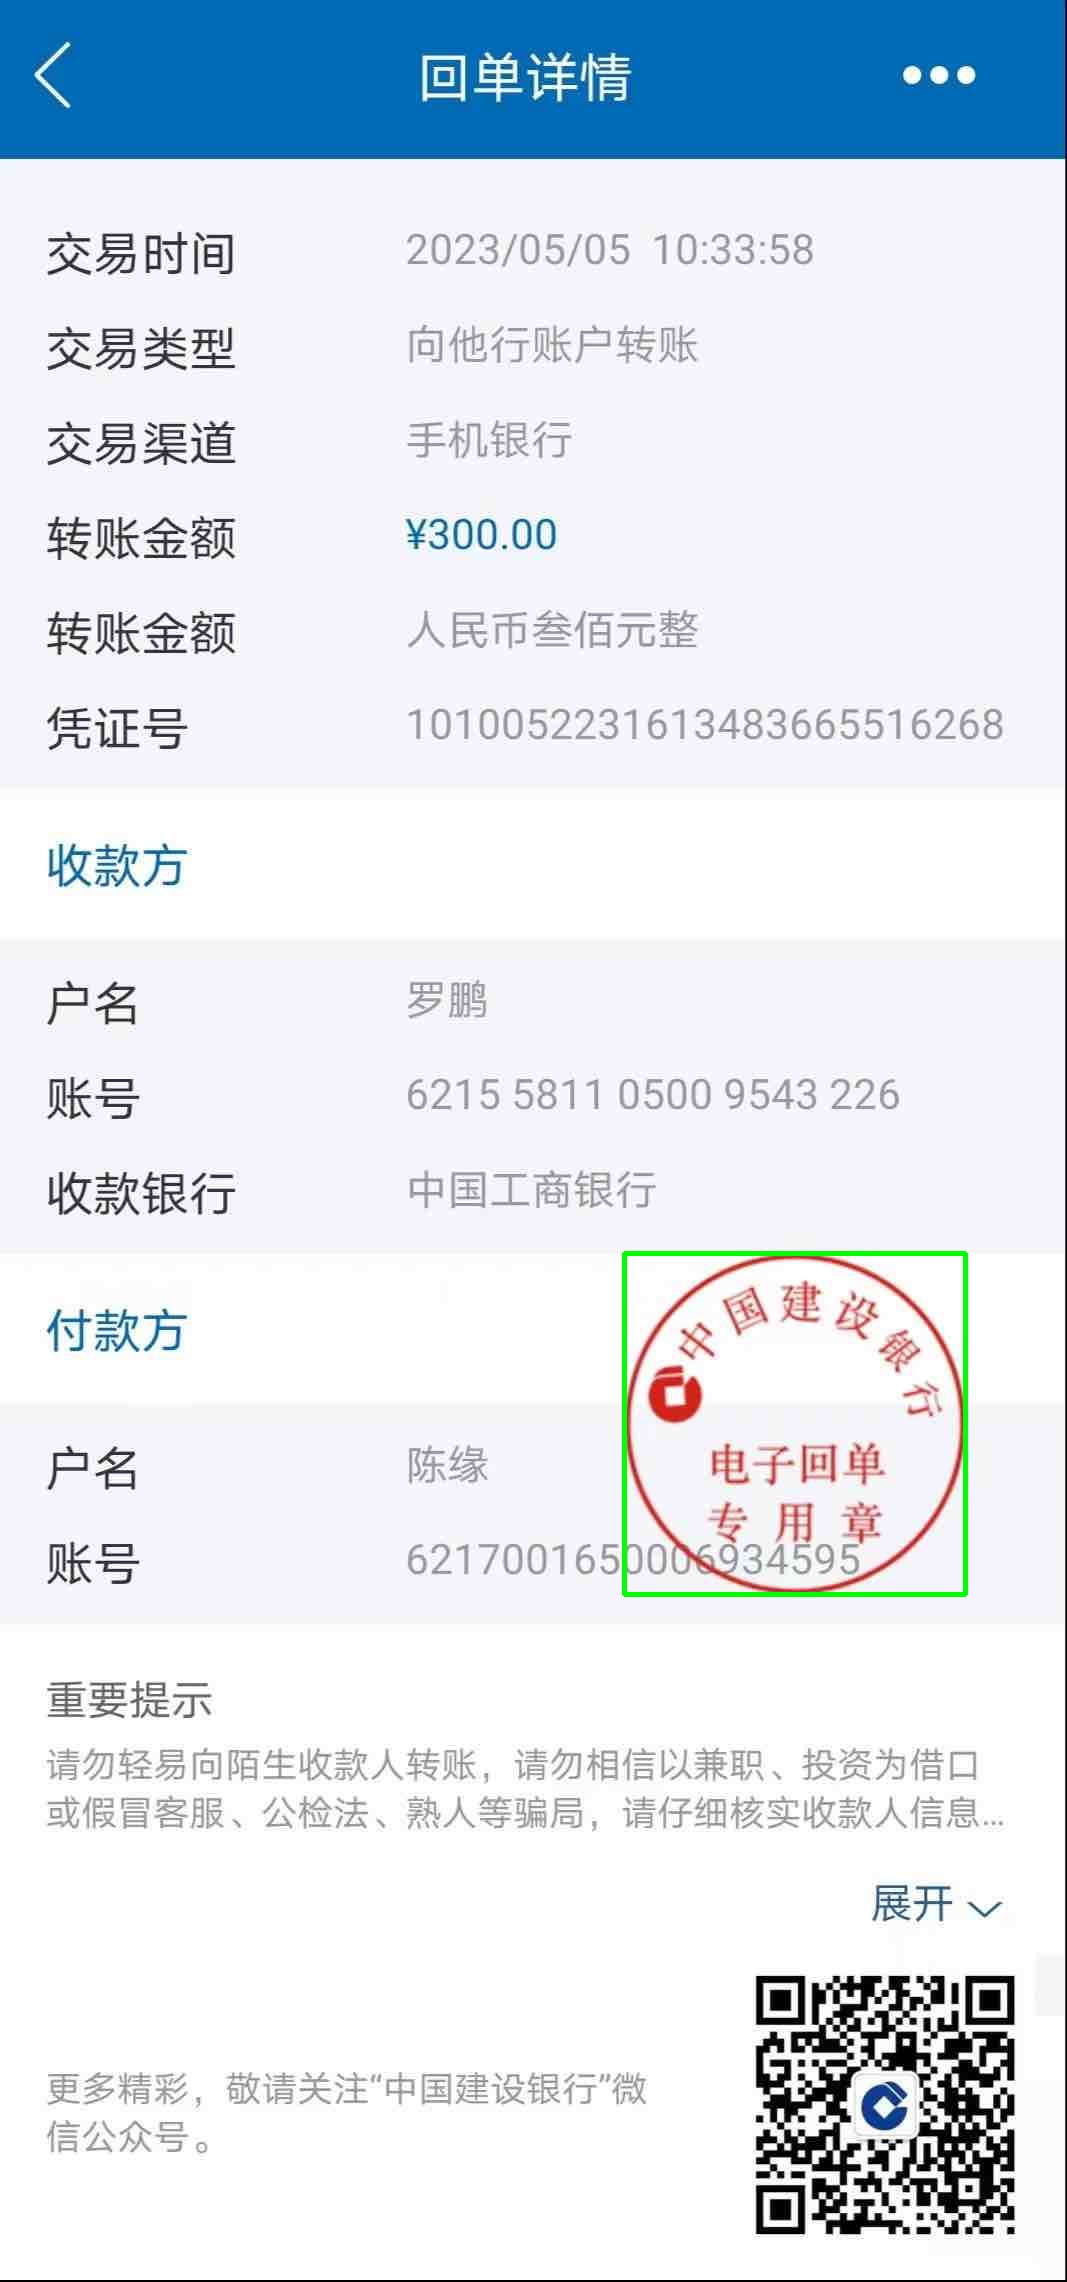 回单详情
交易时间 2023/05/05 10:33:58
交易类型 向他行账户转账
交易渠道 手机银行
转账金额 ¥300.00
转账金额 人民币叁佰元整
凭证号 1010052231613483665516268
收款方
户名 罗鹏
账号 6215 5811 0500 9543 226
收款银行 中国工商银行
付款方
中国建设银行
电子回单
专用章
户名 陈缘
账号 6217001650006934595
重要提示
请勿轻易向陌生收款人转账，请勿相信以兼职、投资为借口
或假冒客服、公检法、熟人等骗局，请仔细核实收款人信息...
展开
更多精彩，敬请关注“中国建设银行”微
信公众号。